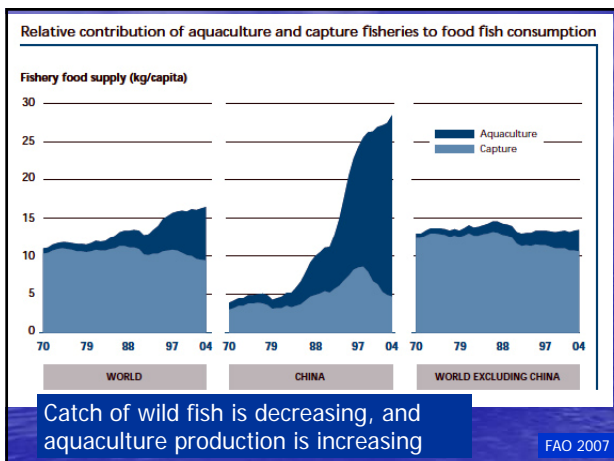 Relative contribution of aquaculture and capture fisheries to food fish consumption
Fishery food supply (kg/capita)
30
25
20
15
10
5
0
Aquaculture
Capture
70 79 88 97 04
70 79 88 97 04
70 79 88 97 04
WORLD
CHINA
WORLD EXCLUDING CHINA
Catch of wild fish is decreasing, and
aquaculture production is increasing
FAO 2007